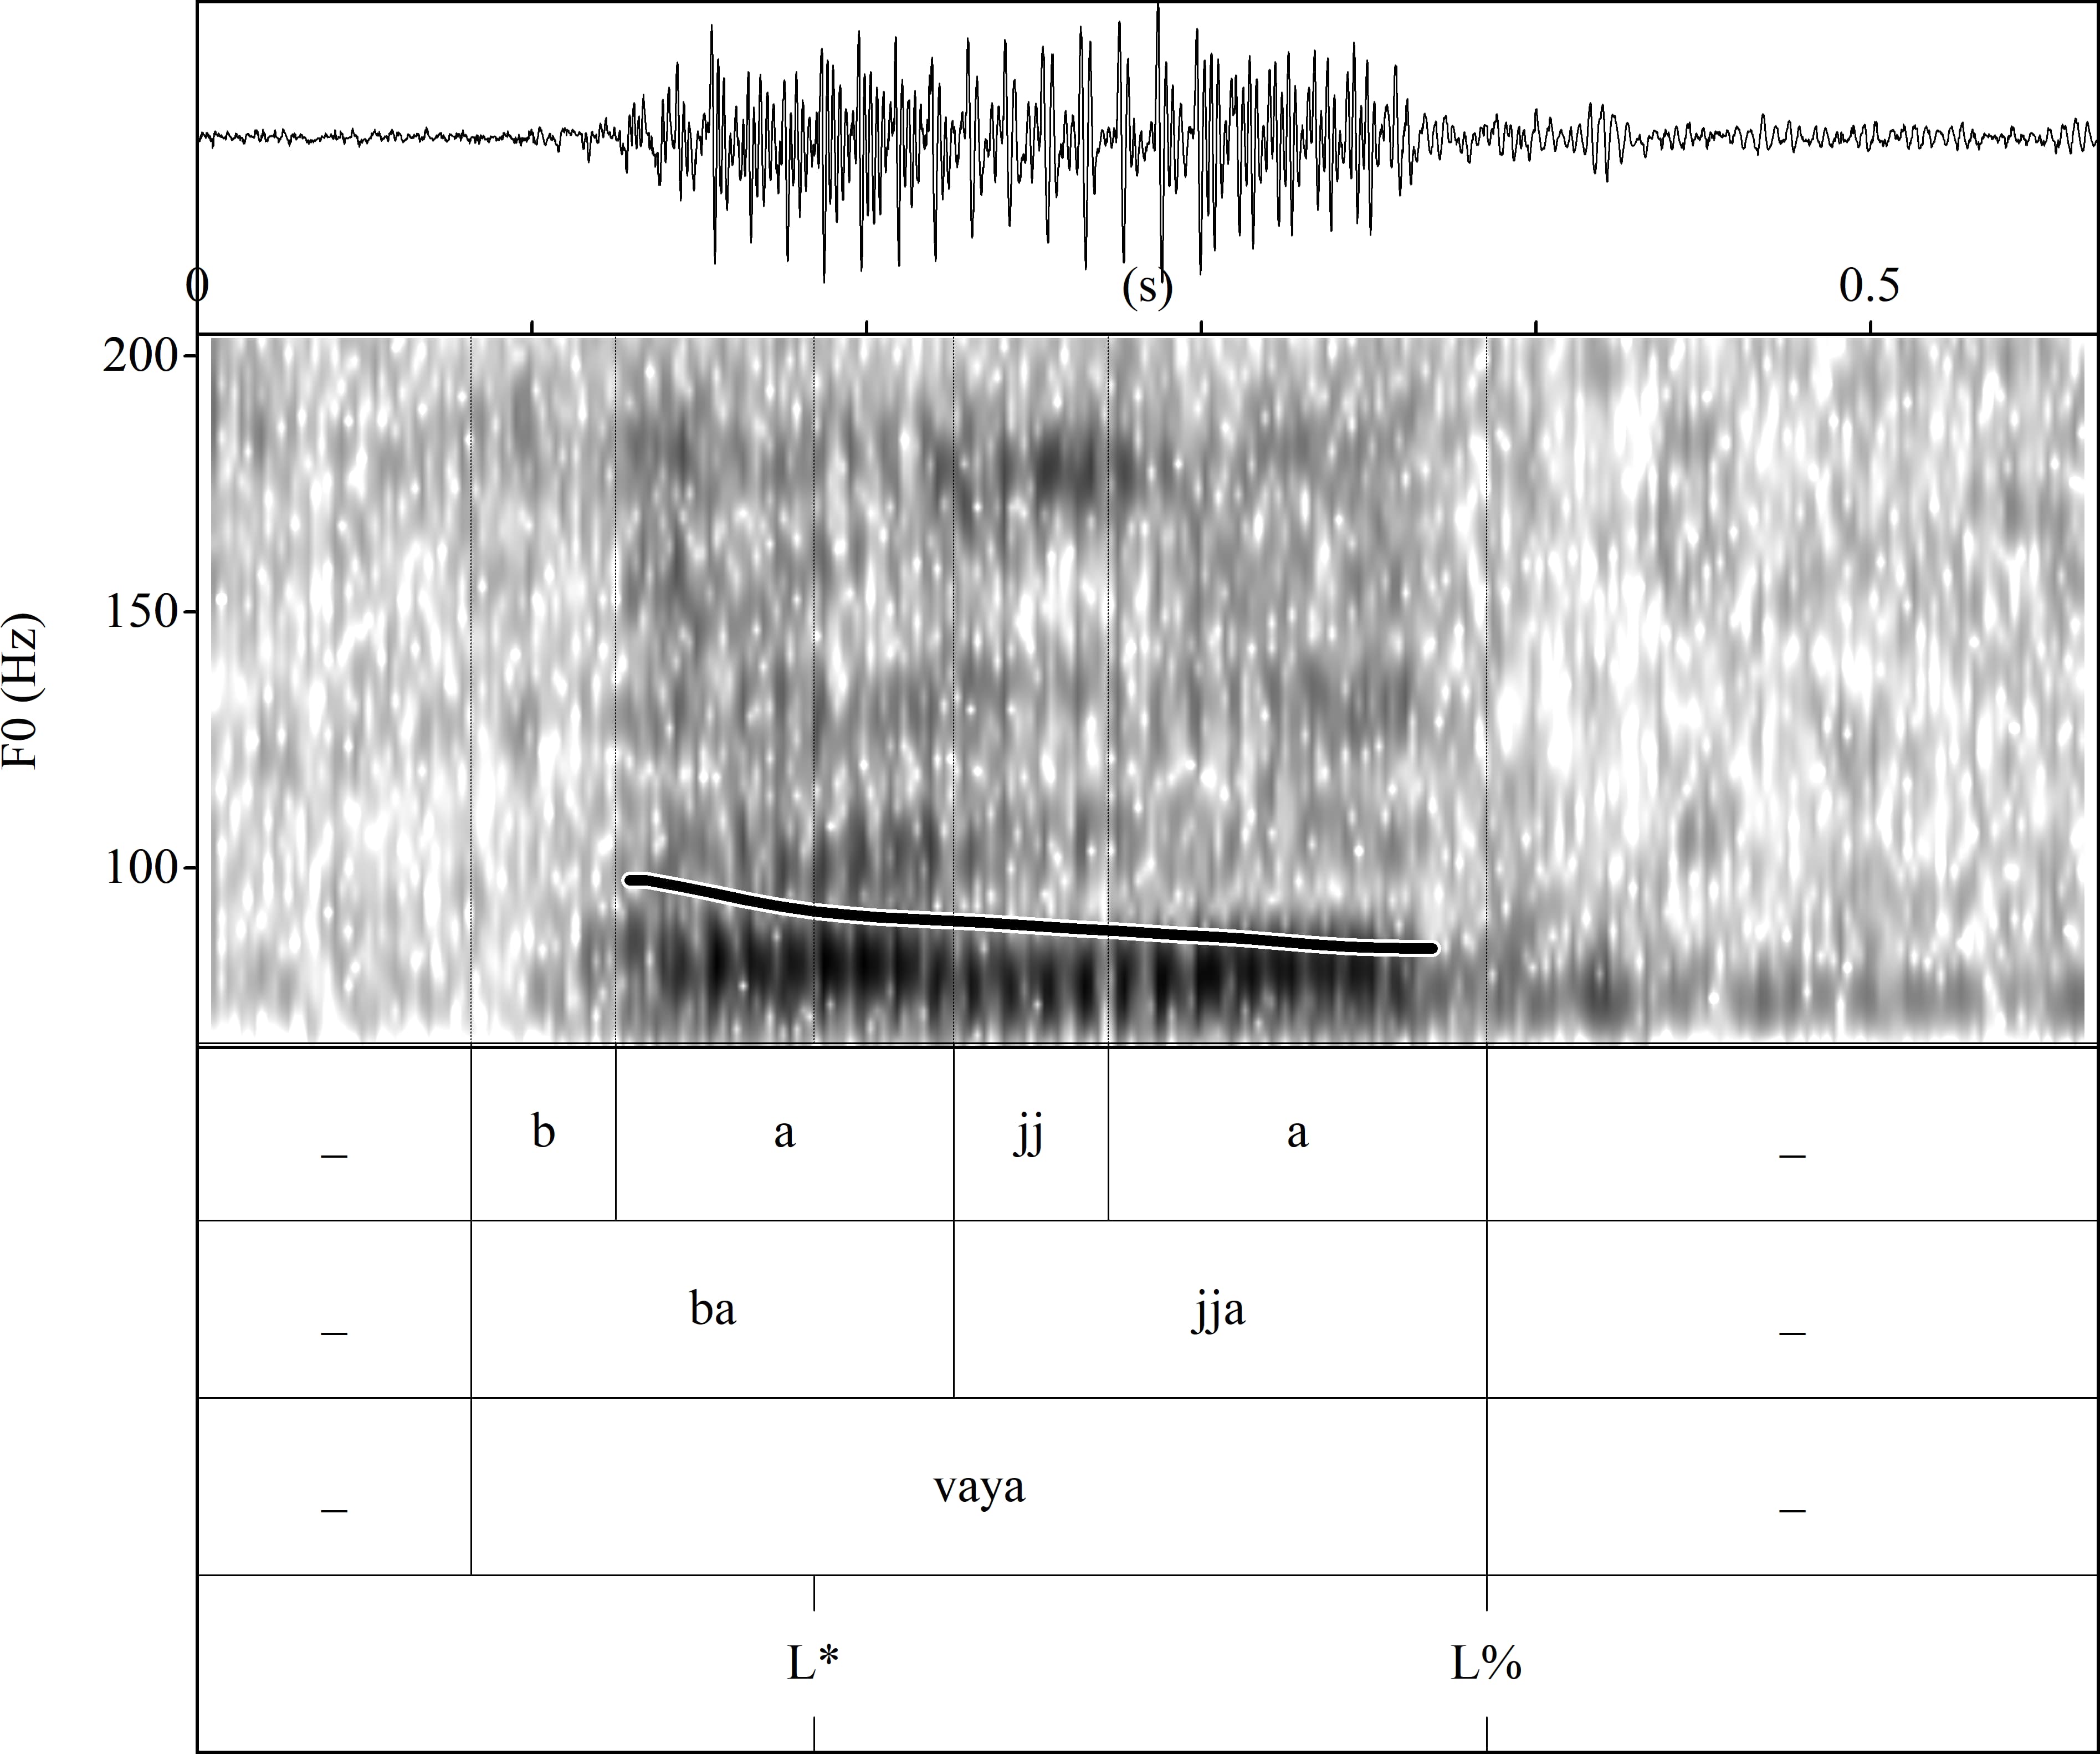 0 (s) 0.5
200
150
100
F0 (Hz)
_ b a jj a _
_ ba jja _
_ vaya _
L* L%